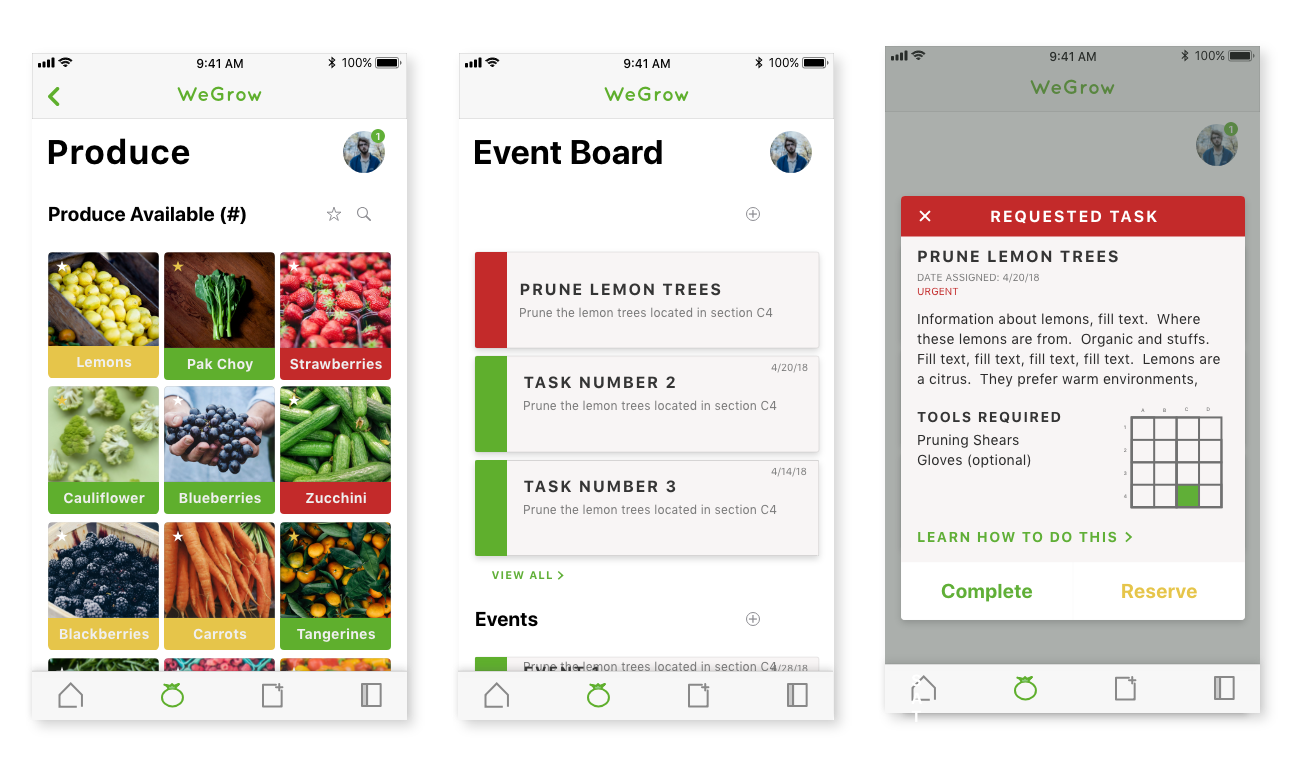 9:41 AM
100%
WeGrow
Produce
1
Produce Available (#)
Lemons
Pak Choy
Strawberries
Cauliflower
Blueberries
Zucchini
Blackberries
Carrots
Tangerines
9:41 AM
100%
WeGrow
Event Board
PRUNE LEMON TREES
Prune the lemon trees located in section C4
4/20/18
TASK NUMBER 2
Prune the lemon trees located in section C4
4/14/18
TASK NUMBER 3
Prune the lemon trees located in section C4
VIEW ALL >
Events
Prune the lemon trees located in section C4
4/28/18
9:41 AM
100%
WeGrow
1
REQUESTED TASK
PRUNE LEMON TREES
DATE ASSIGNED: 4/20/18
URGENT
Information about lemons, fill text. Where
these lemons are from. Organic and stuffs.
Fill text, fill text, fill text, fill text. Lemons are
a citrus. They prefer warm environments,
TOOLS REQUIRED
Pruning Shears
Gloves (optional)
A B C D
1
2
3
4
LEARN HOW TO DO THIS >
Complete
Reserve